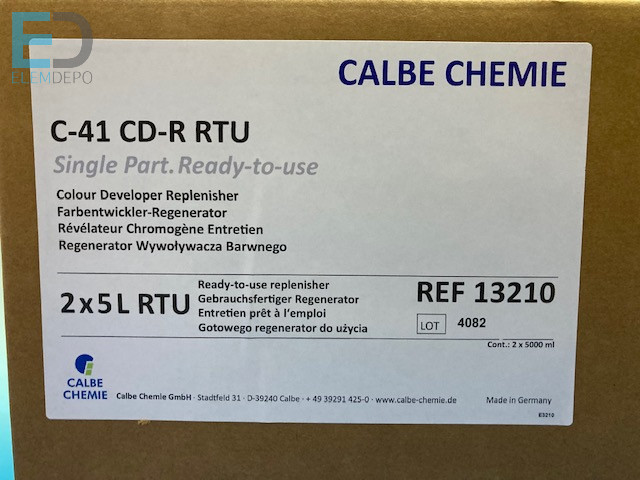 ED
ELEMDEPO
CALBE CHEMIE
C-41 CD-R RTU
Single Part. Ready-to-use
Colour Developer Replenisher
Farbentwickler-Regenerator
Révélateur Chromogène Entretien
Regenerator Wywoływacza Barwnego
2 x 5 L RTU
Ready-to-use replenisher
Gebrauchsfertiger Regenerator
Entretien prêt à l'emploi
Gotowego regenerator do użycia
REF 13210
LOT 4082
Cont.: 2 x 5000 ml
CALBE
CHEMIE
Calbe Chemie GmbH · Stadtfeld 31 · D-39240 Calbe · + 49 39291 425-0 · www.calbe-chemie.de
Made in Germany
E3210